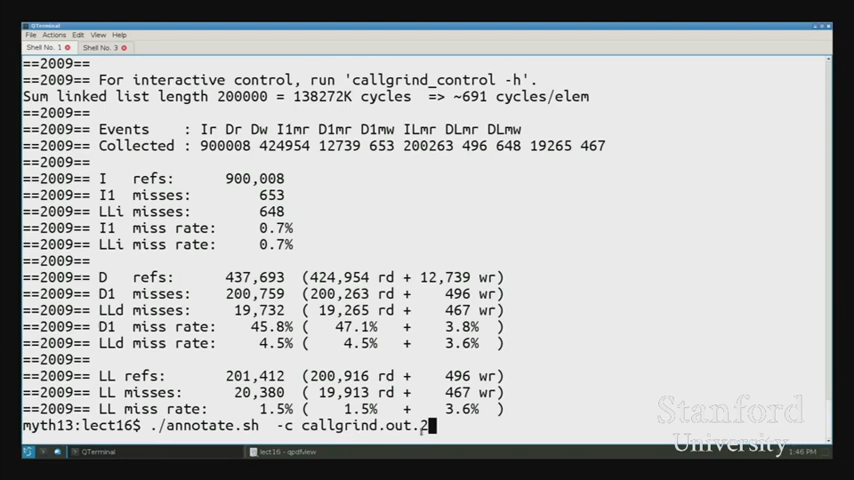 QTerminal
File Actions Edit View Help
Shell No. 1 Shell No. 3
==2009==
==2009== For interactive control, run 'callgrind_control -h'.
Sum linked list length 200000 = 138272K cycles => ~691 cycles/elem
==2009==
==2009== Events : Ir Dr Dw I1mr D1mr D1mw ILmr DLmr DLmw
==2009== Collected : 900008 424954 12739 653 200263 496 648 19265 467
==2009==
==2009== I refs: 900,008
==2009== I1 misses: 653
==2009== LLi misses: 648
==2009== I1 miss rate: 0.7%
==2009== LLi miss rate: 0.7%
==2009==
==2009== D refs: 437,693 (424,954 rd + 12,739 wr)
==2009== D1 misses: 200,759 (200,263 rd + 496 wr)
==2009== LLd misses: 19,732 ( 19,265 rd + 467 wr)
==2009== D1 miss rate: 45.8% ( 47.1% + 3.8% )
==2009== LLd miss rate: 4.5% ( 4.5% + 3.6% )
==2009==
==2009== LL refs: 201,412 (200,916 rd + 496 wr)
==2009== LL misses: 20,380 ( 19,913 rd + 467 wr)
==2009== LL miss rate: 1.5% ( 1.5% + 3.6% )
myth13:lect16$ ./annotate.sh -c callgrind.out.2
Stanford
University
QTerminal lect16 - qpdfview 1:46 PM